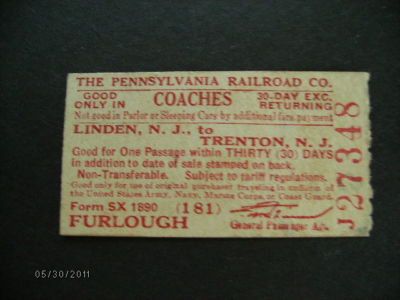 THE PENNSYLVANIA RAILROAD CO.
GOOD ONLY IN COACHES 30-DAY EXC. RETURNING
Not good in Parlor or Sleeping Cars by additional fare payment
LINDEN, N. J., to
TRENTON, N. J.
Good for One Passage within THIRTY (30) DAYS
in addition to date of sale stamped on back.
Non-Transferable. Subject to tariff regulations.
Good only for use of original purchaser traveling in uniform of
the United States Army, Navy, Marine Corps, or Coast Guard.
Form SX 1890 (181)
FURLOUGH General Passenger Agt.
J27348
05/30/2011